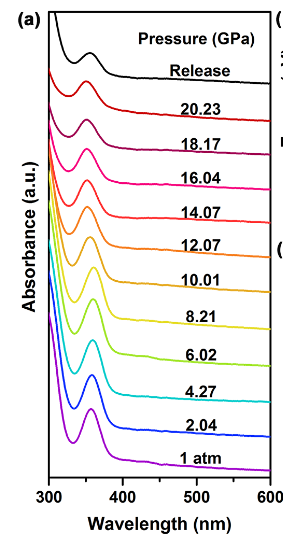 (a)
Pressure (GPa)
Release
20.23
18.17
16.04
14.07
12.07
10.01
8.21
6.02
4.27
2.04
1 atm
Absorbance (a.u.)
300 400 500 600
Wavelength (nm)
(
(